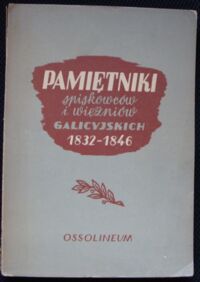 PAMIĘTNIKI
spiskowców
i więźniów
GALICYJSKICH
1832-1846
OSSOLINEUM